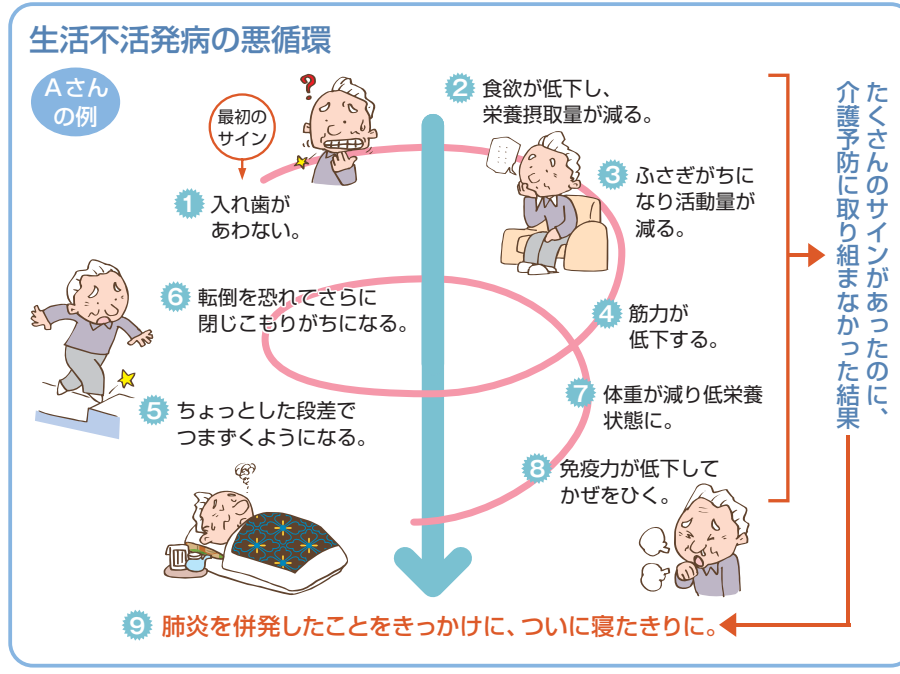 生活不活発病の悪循環
Aさん
の例
最初の
サイン
1 入れ歯が
あわない。
2 食欲が低下し、
栄養摂取量が減る。
3 ふさぎがちに
なり活動量が
減る。
4 筋力が
低下する。
5 ちょっとした段差で
つまずくようになる。
6 転倒を恐れてさらに
閉じこもりがちになる。
7 体重が減り低栄養
状態に。
8 免疫力が低下して
かぜをひく。
たくさんのサインがあったのに、
介護予防に取り組まなかった結果
9 肺炎を併発したことをきっかけに、ついに寝たきりに。